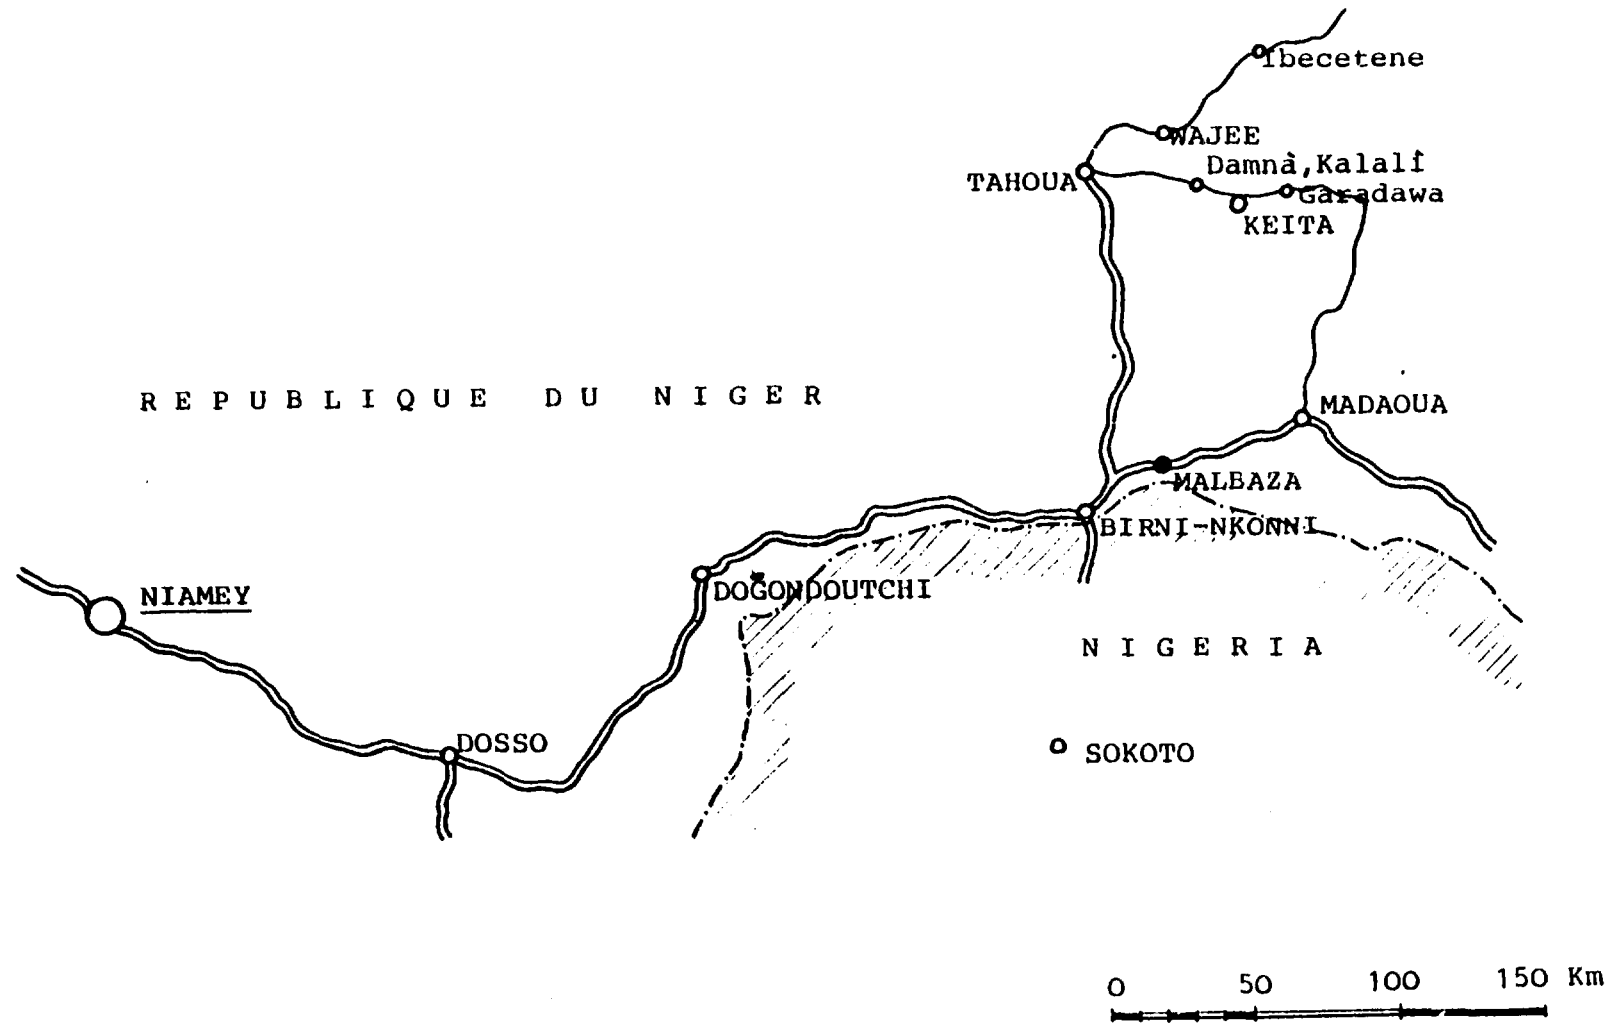 Ibecetene
WAJEE
Damnà,Kalalí
TAHOUA
Garadawa
KEITA
REPUBLIQUE DU NIGER
MADAOUA
MALBAZA
BIRNI-NKONNI
NIAMEY
DOGONDOUTCHI
NIGERIA
DOSSO
SOKOTO
0 50 100 150 Km